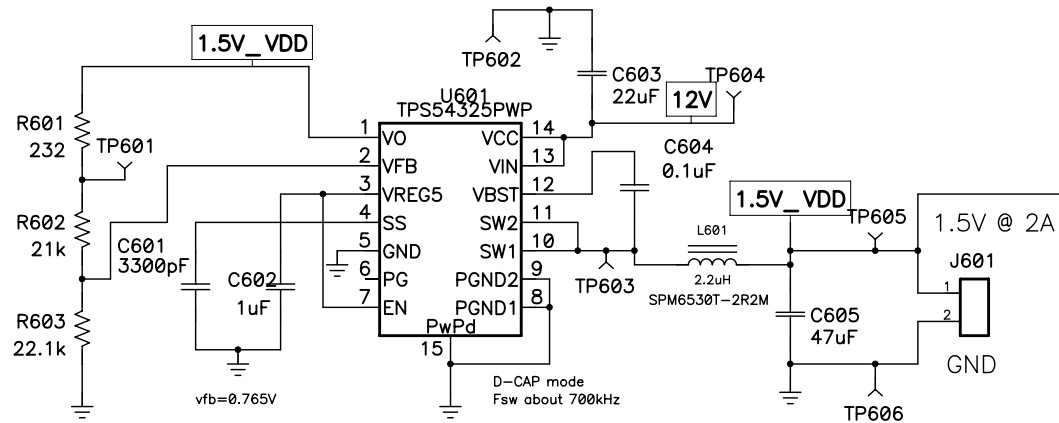 1.5V_VDD
TP602
C603
22uF
TP604
12V
U601
TPS54325PWP
R601
232
TP601
1 VO VCC 14
2 VFB VIN 13
3 VREG5 VBST 12
4 SS SW2 11
5 GND SW1 10
6 PG PGND2 9
7 EN PGND1 8
PwPd
15
C604
0.1uF
R602
21k
C601
3300pF
C602
1uF
TP603
L601
2.2uH
SPM6530T-2R2M
1.5V_VDD
TP605
1.5V @ 2A
J601
1
2
GND
R603
22.1k
C605
47uF
TP606
vfb=0.765V
D-CAP mode
Fsw about 700kHz